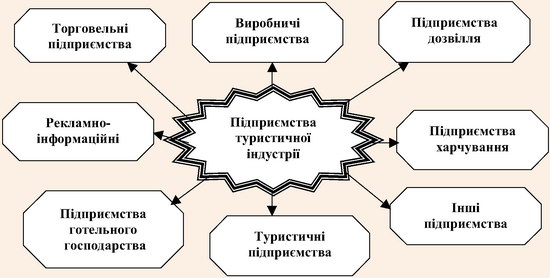 Торговельні
підприємства
Виробничі
підприємства
Підприємства
дозвілля
Рекламно-
інформаційні
Підприємства
туристичної
індустрії
Підприємства
харчування
Підприємства
готельного
господарства
Туристичні
підприємства
Інші
підприємства